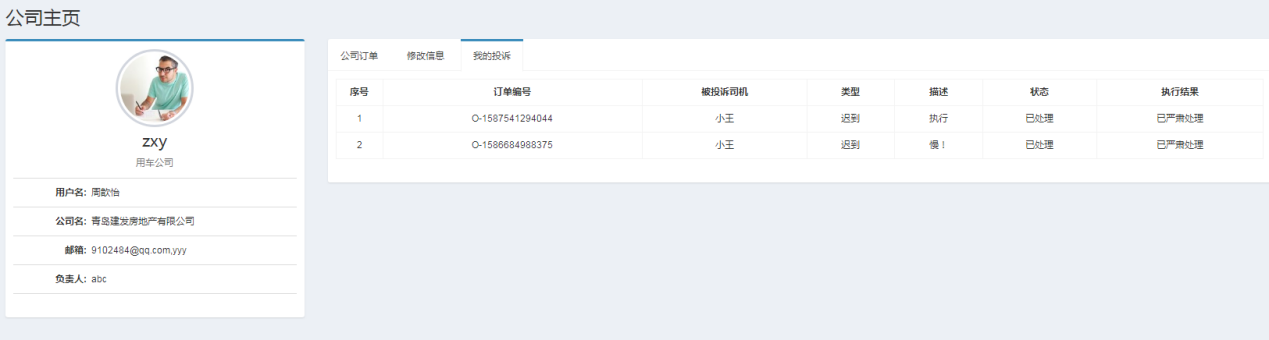 公司主页
zxy
用车公司
用户名: 周歆怡
公司名: 青岛建发房地产有限公司
邮箱: 9102484@qq.com,yyy
负责人: abc
公司订单 修改信息 我的投诉
序号 订单编号 被投诉司机 类型 描述 状态 执行结果
1 O-1587541294044 小王 迟到 执行 已处理 已严肃处理
2 O-1586684988375 小王 迟到 慢！ 已处理 已严肃处理